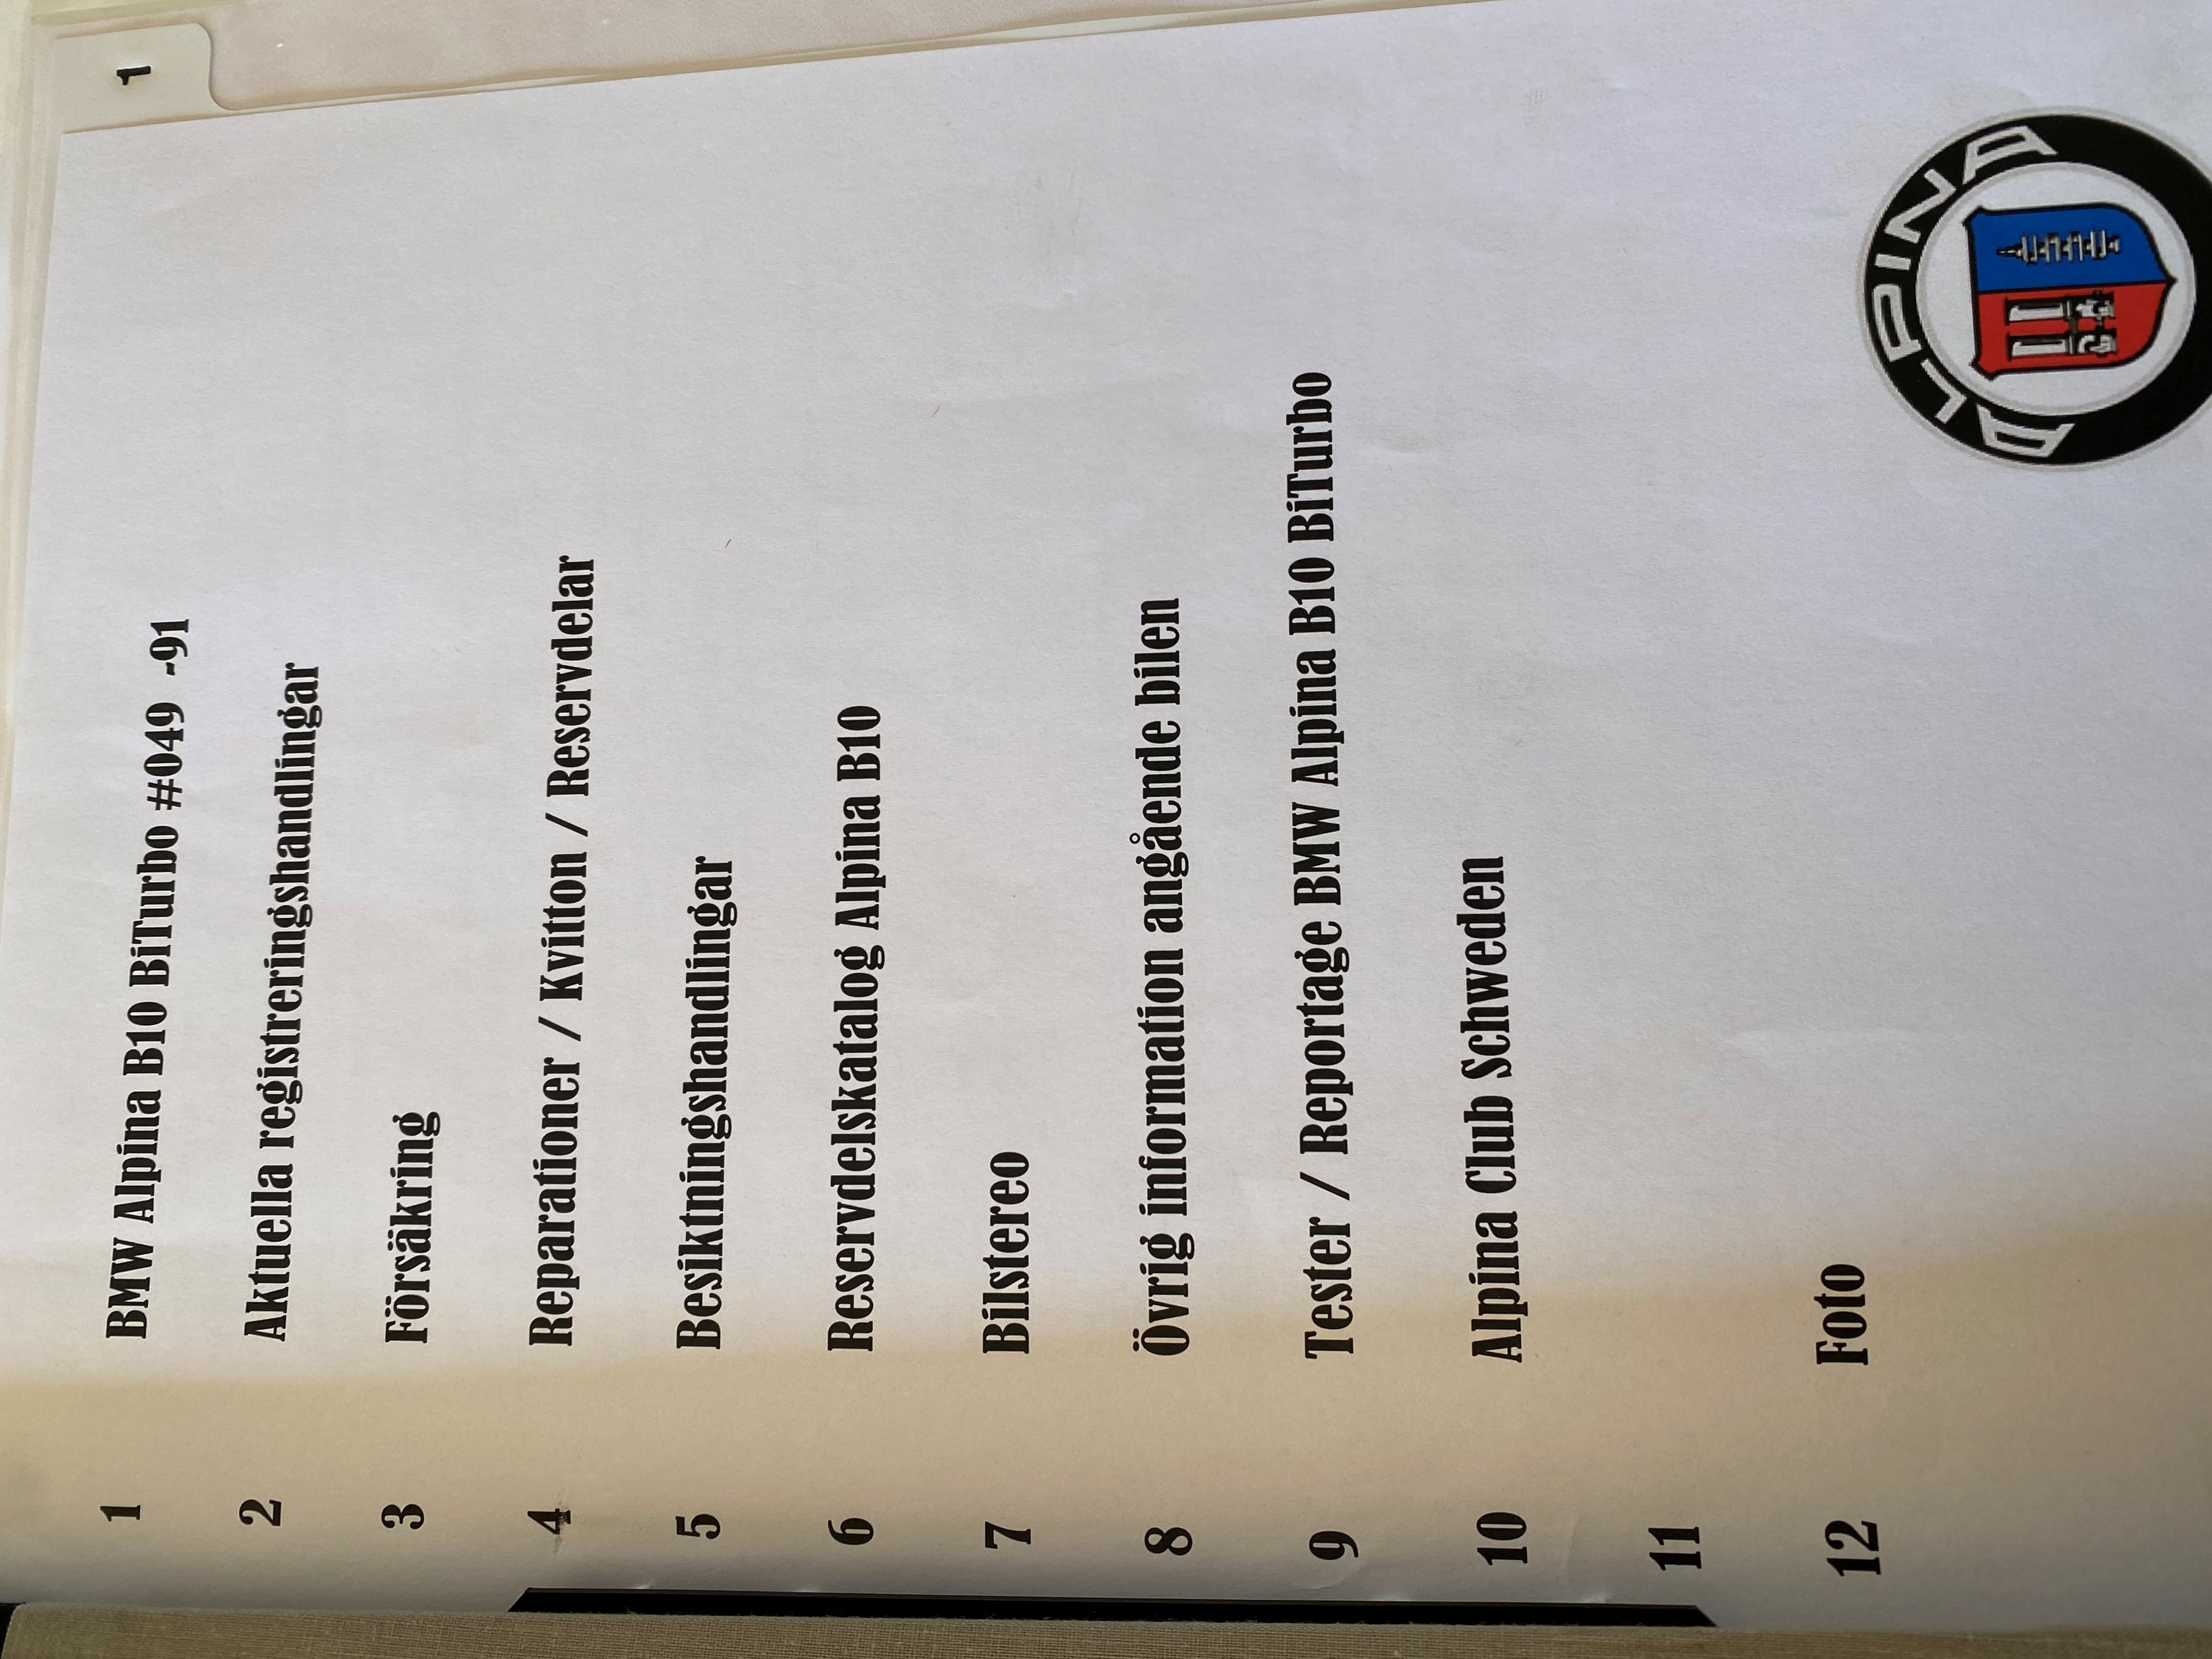 1
1 BMW Alpina B10 BiTurbo #049 -91
2 Aktuella registreringshandlingar
3 Försäkring
4 Reparationer / Kvitton / Reservdelar
5 Besiktningshandlingar
6 Reservdelskatalog Alpina B10
7 Bilstereo
8 Övrig information angående bilen
9 Tester / Reportage BMW Alpina B10 BiTurbo
10 Alpina Club Schweden
11
12 Foto
ALPINA